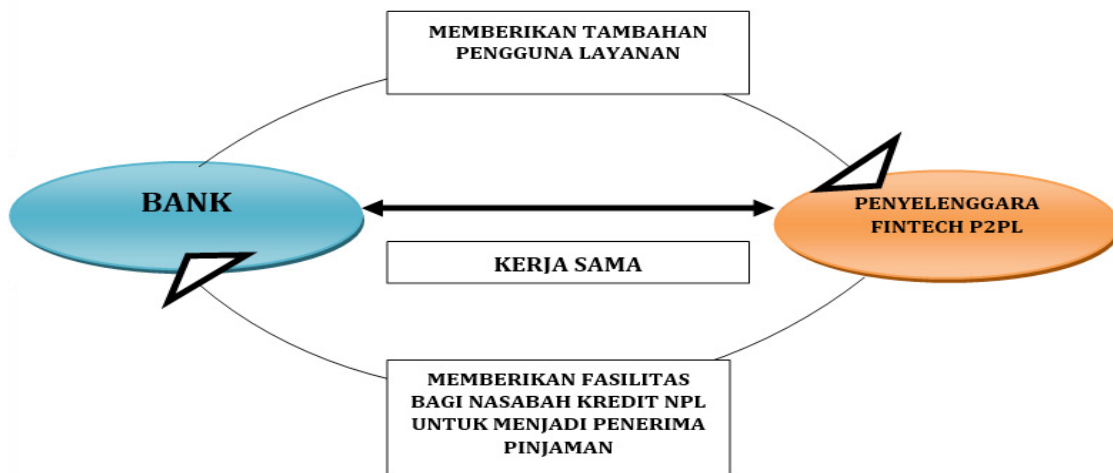 MEMBERIKAN TAMBAHAN
PENGGUNA LAYANAN
BANK
PENYELENGGARA
FINTECH P2PL
KERJA SAMA
MEMBERIKAN FASILITAS
BAGI NASABAH KREDIT NPL
UNTUK MENJADI PENERIMA
PINJAMAN